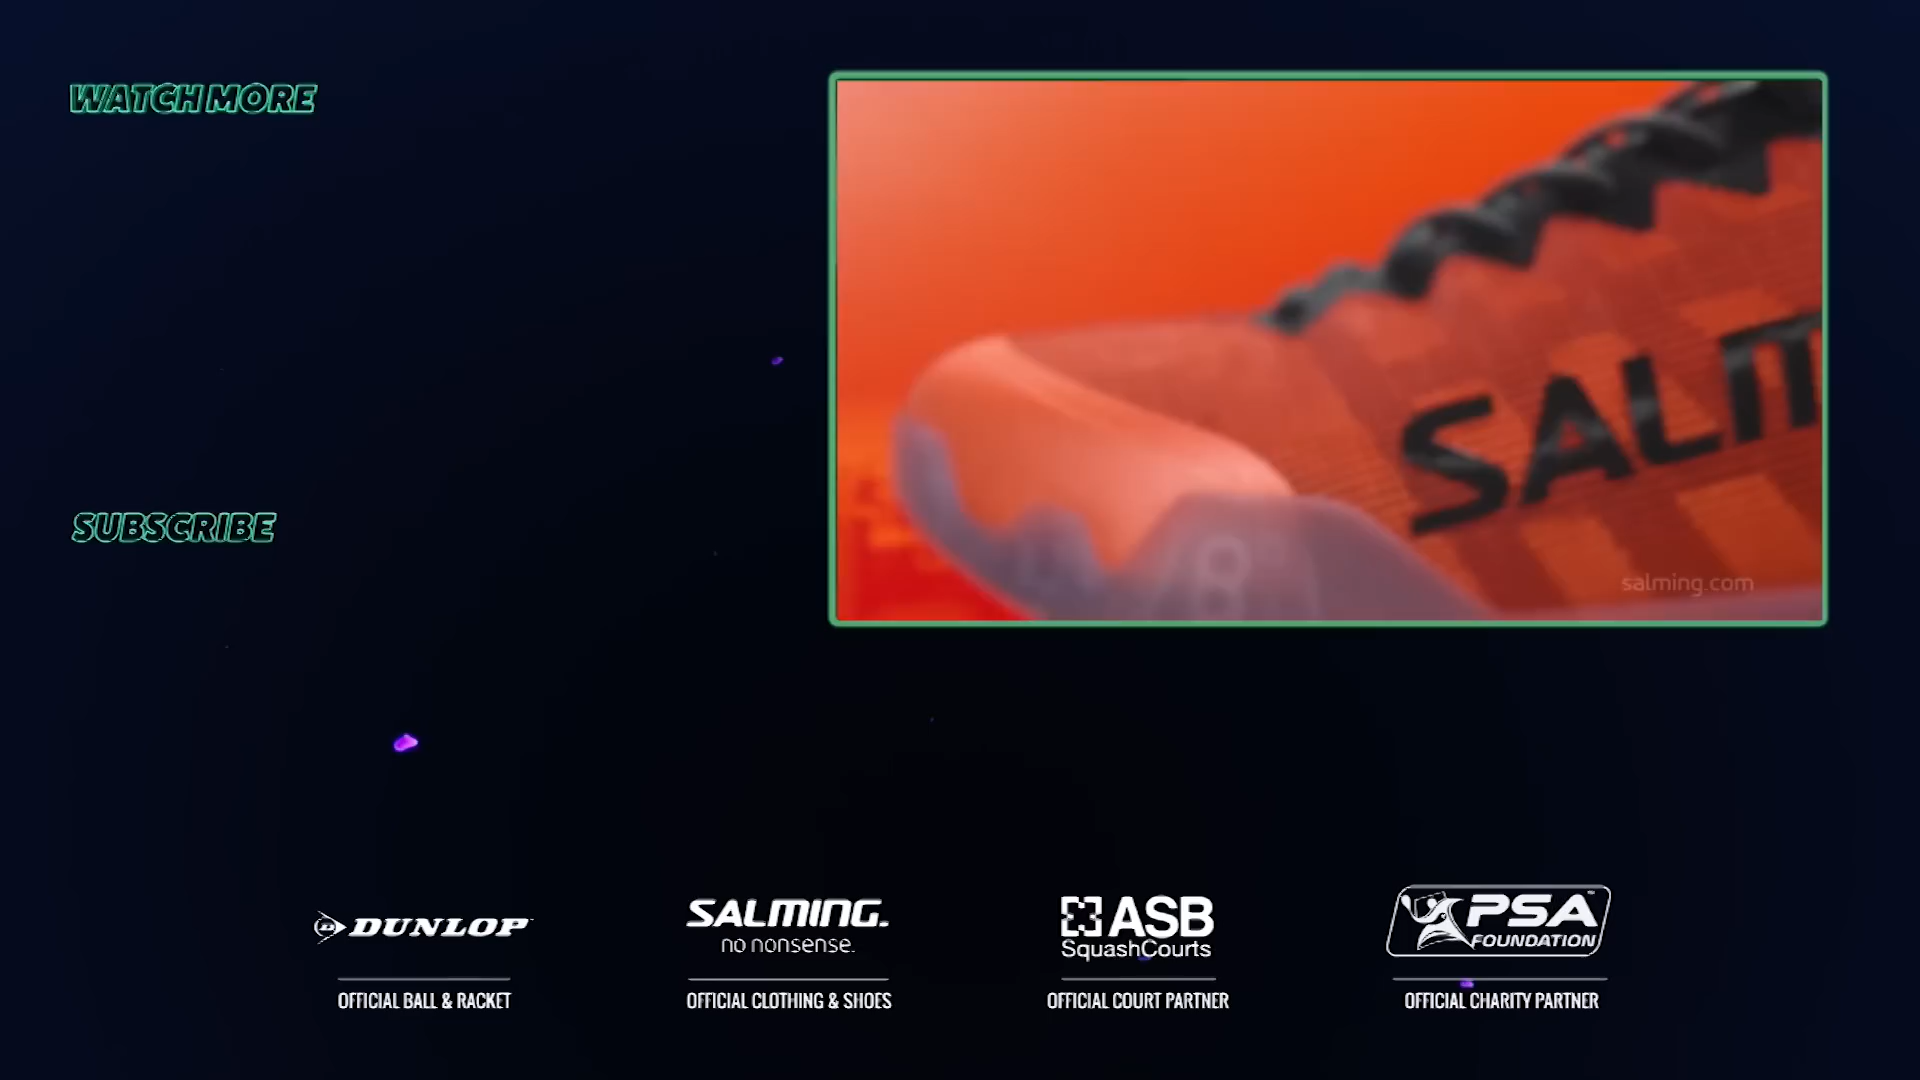 WATCH MORE
SALM
8
salming.com
SUBSCRIBE
DUNLOP
SALMING.
no nonsense.
ASB
SquashCourts
PSA
FOUNDATION
OFFICIAL BALL & RACKET
OFFICIAL CLOTHING & SHOES
OFFICIAL COURT PARTNER
OFFICIAL CHARITY PARTNER